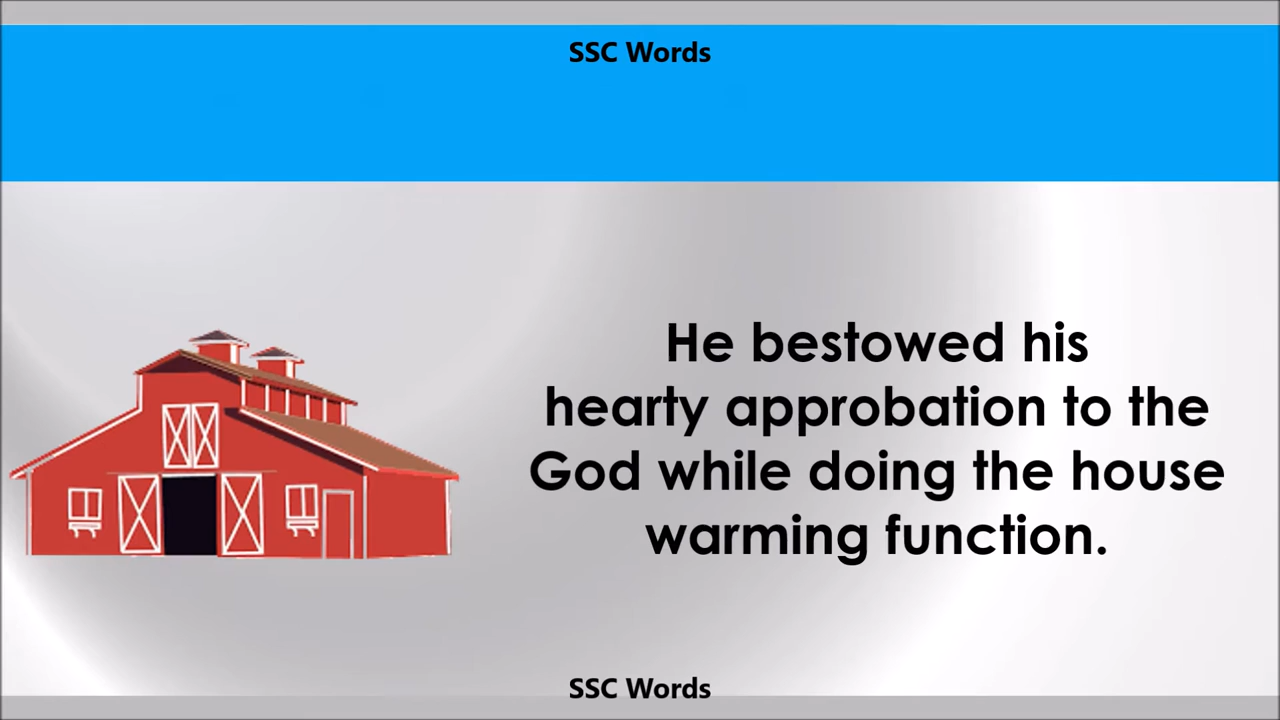 SSC Words
He bestowed his
hearty approbation to the
God while doing the house
warming function.
SSC Words